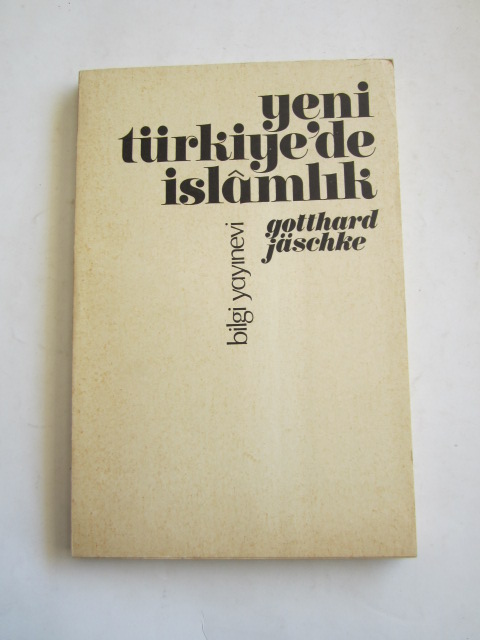 yeni
türkiye'de
islâmlık
gotthard
jäschke
bilgi yayınevi